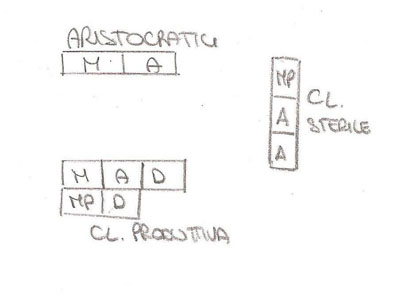 ARISTOCRATICI
M A
MP
A
A
CL.
STERILE
M A D
MP D
CL. PRODUTTIVA